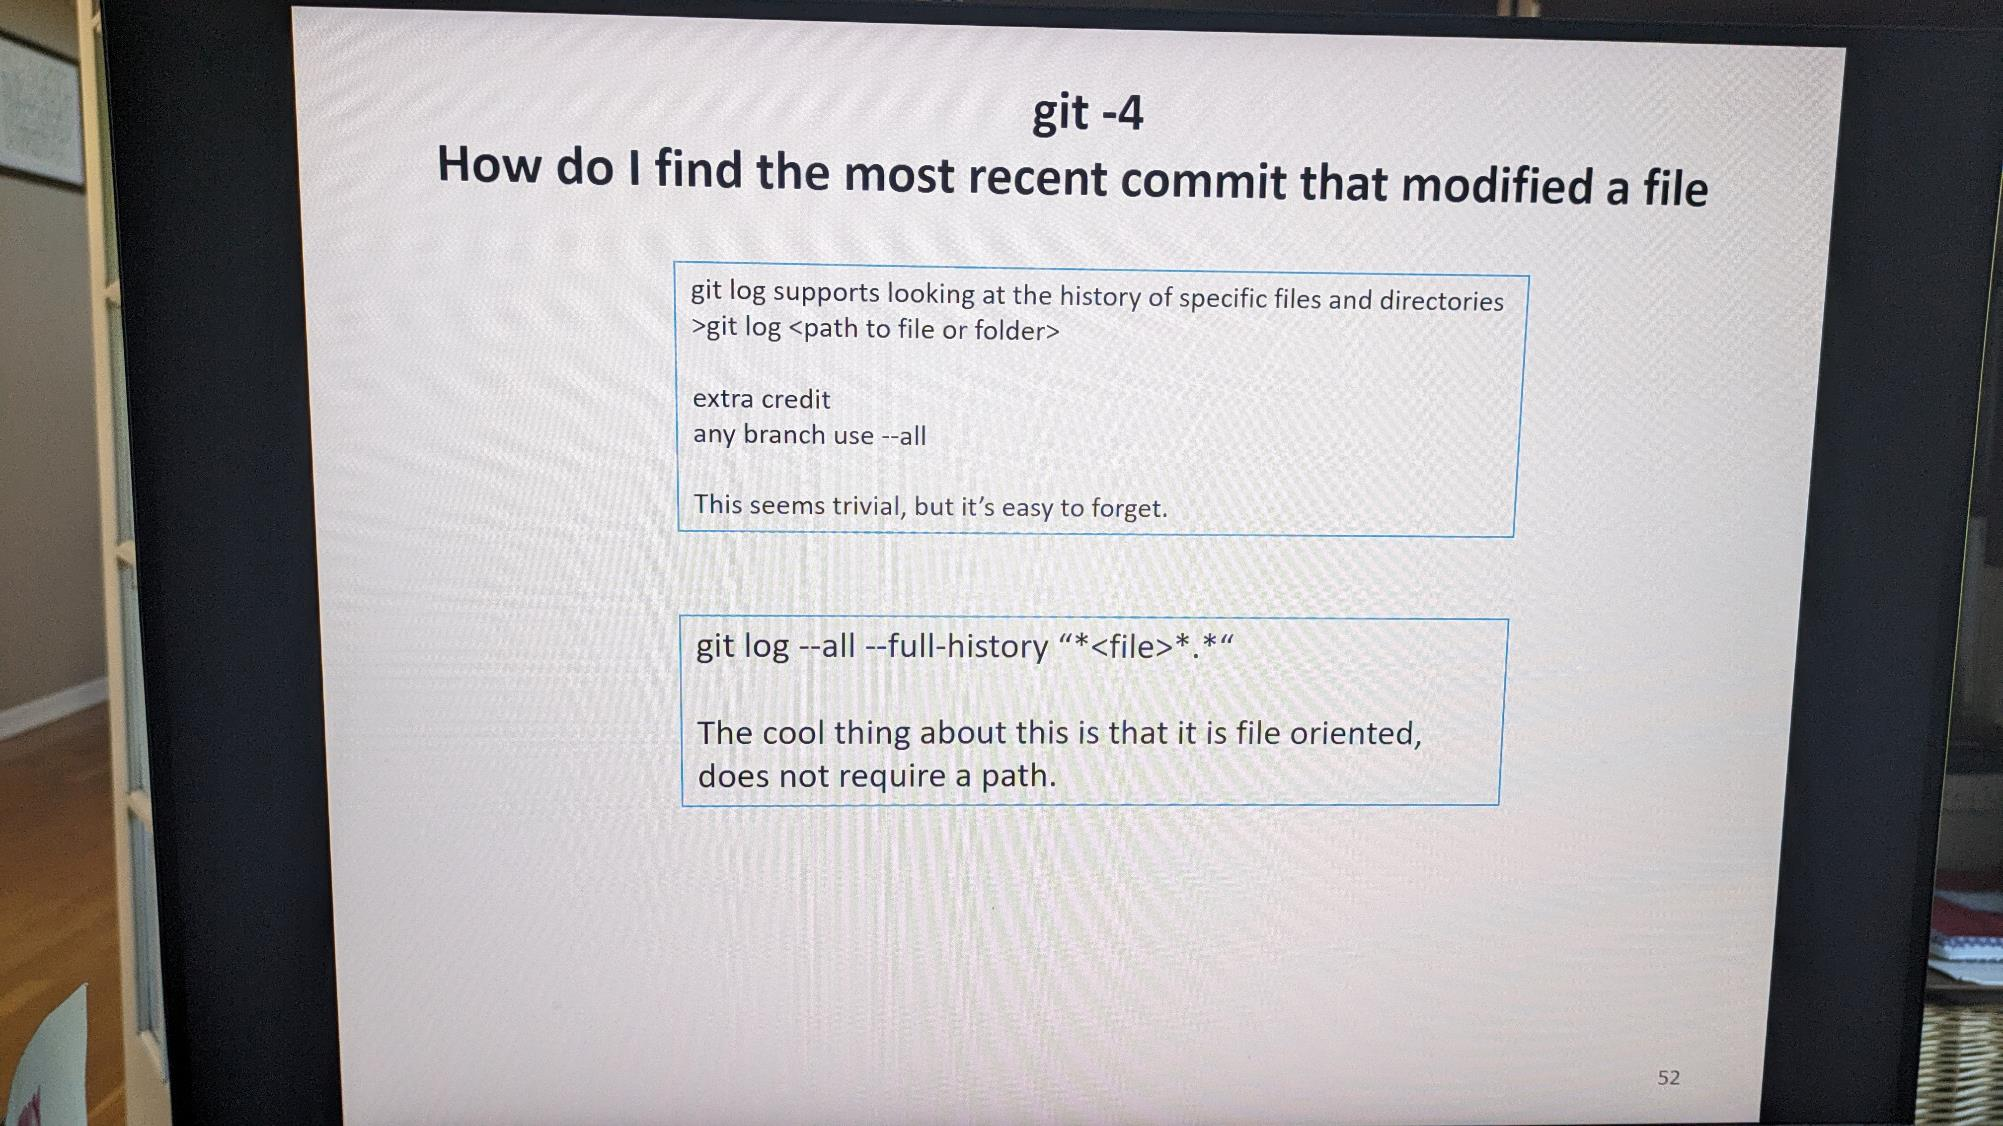 git -4
How do I find the most recent commit that modified a file
git log supports looking at the history of specific files and directories
>git log <path to file or folder>
extra credit
any branch use --all
This seems trivial, but it’s easy to forget.
git log --all --full-history “*<file>*.*“
The cool thing about this is that it is file oriented,
does not require a path.
52